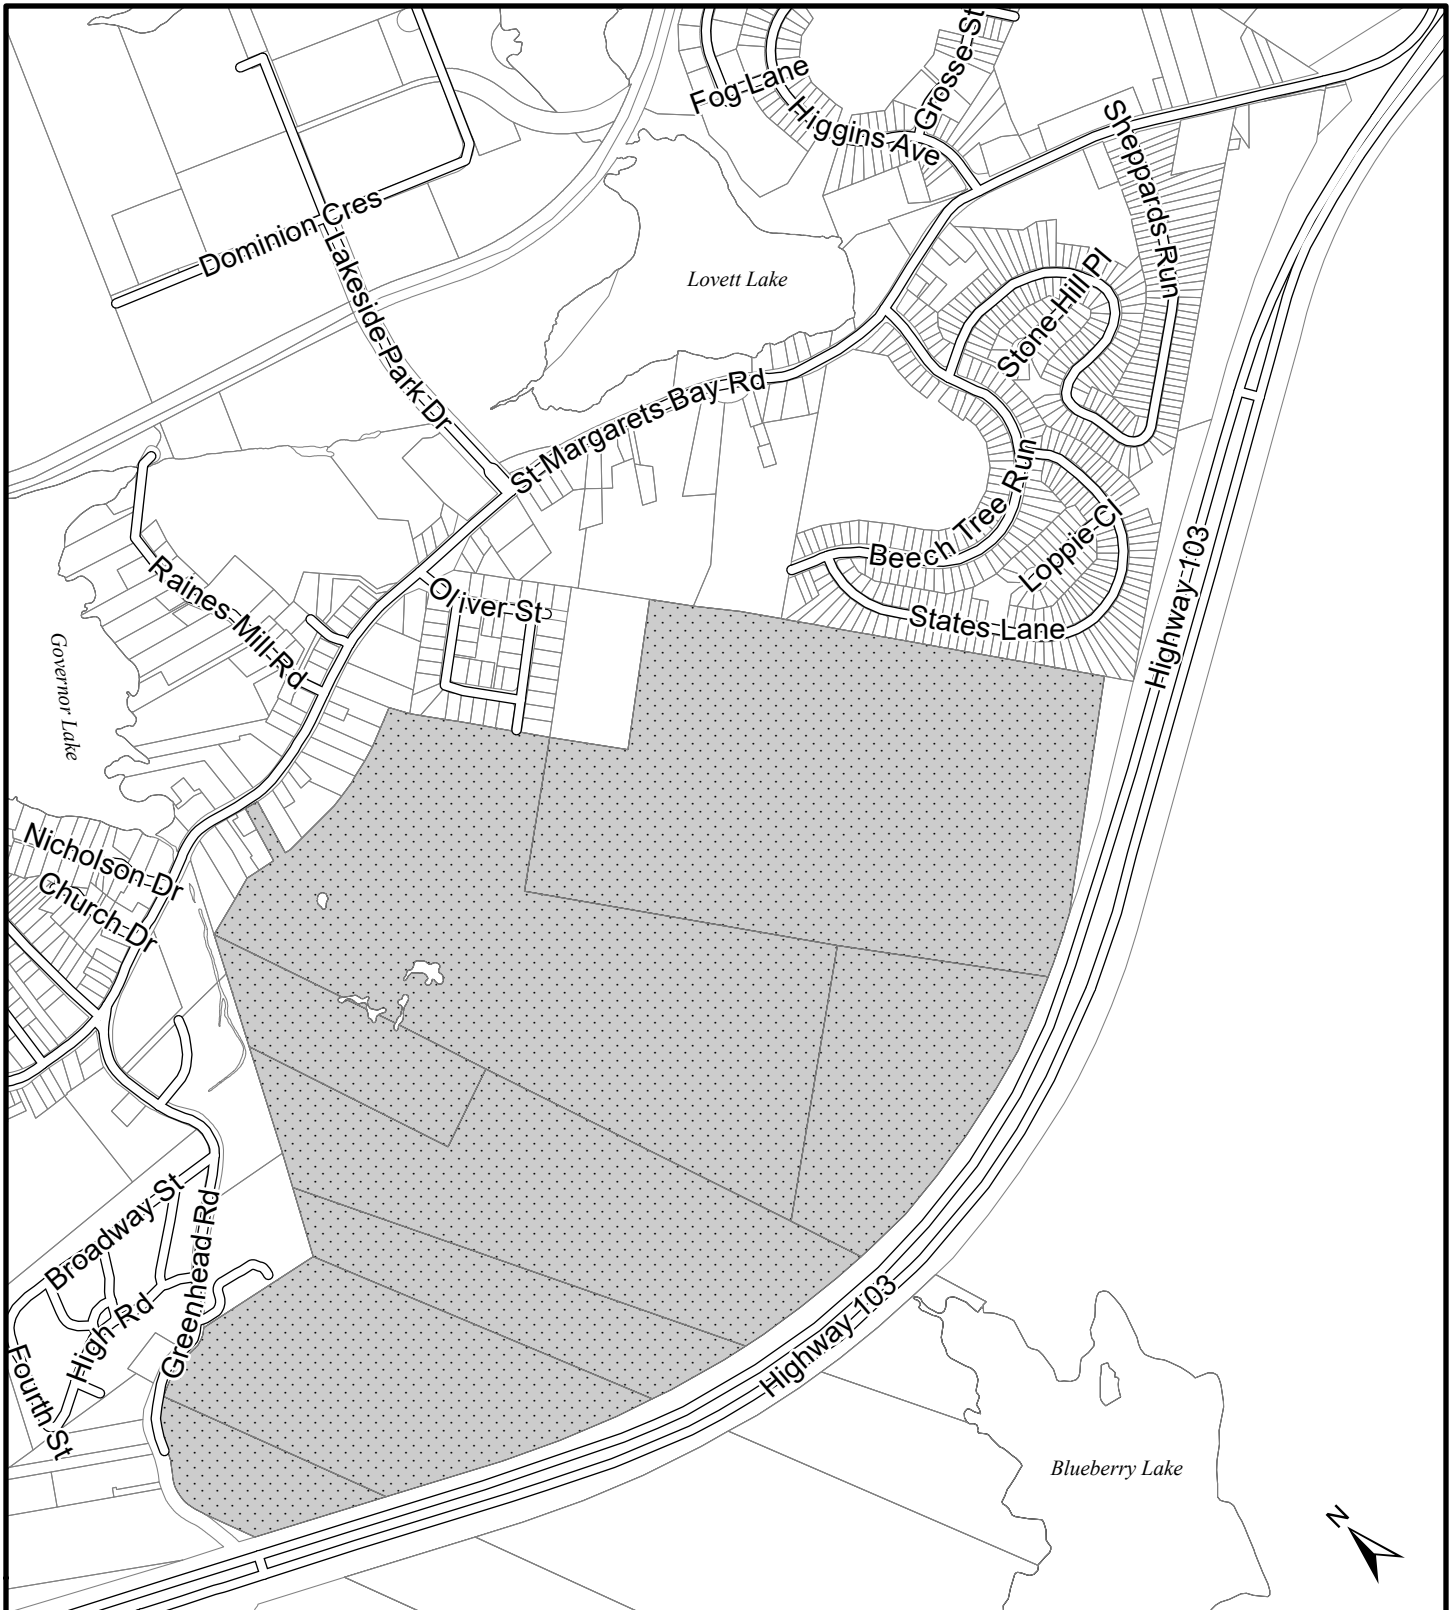 Fog Lane
Higgins Ave
Grosse St
Sheppards Run
Dominion Cres
Lakeside Park Dr
Lovett Lake
Stone Hill Pl
St Margarets Bay Rd
Beech Tree Run
Loppie Cl
States Lane
Highway 103
Raines Mill Rd
Oliver St
Governor Lake
Nicholson Dr
Church Dr
Broadway St
Greenhead Rd
High Rd
Fourth St
Highway 103
Blueberry Lake
N